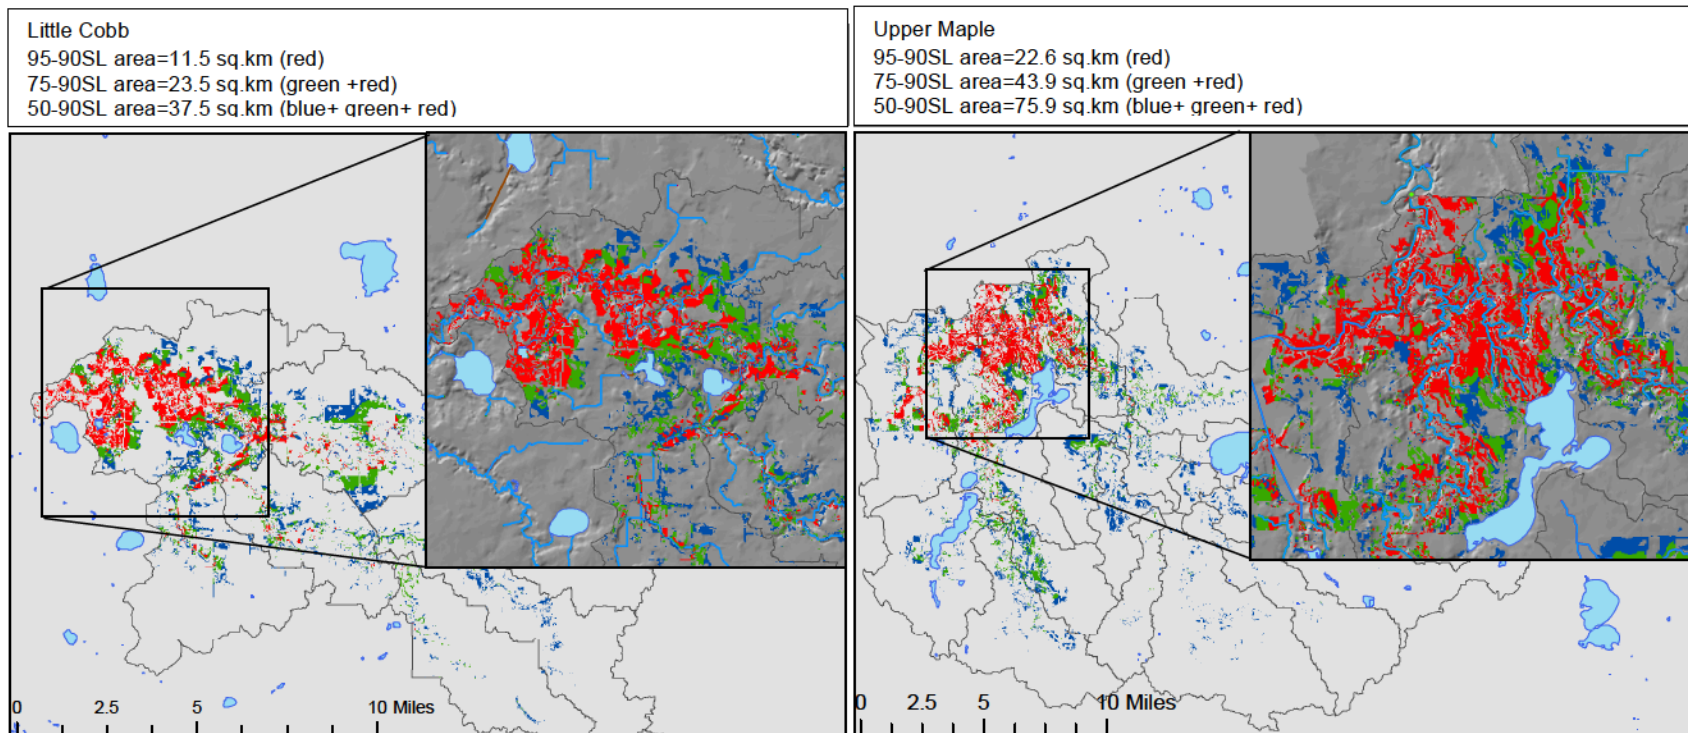 Little Cobb
95-90SL area=11.5 sq.km (red)
75-90SL area=23.5 sq.km (green +red)
50-90SL area=37.5 sq.km (blue+ green+ red)
Upper Maple
95-90SL area=22.6 sq.km (red)
75-90SL area=43.9 sq.km (green +red)
50-90SL area=75.9 sq.km (blue+ green+ red)
0 2.5 5 10 Miles
0 2.5 5 10 Miles